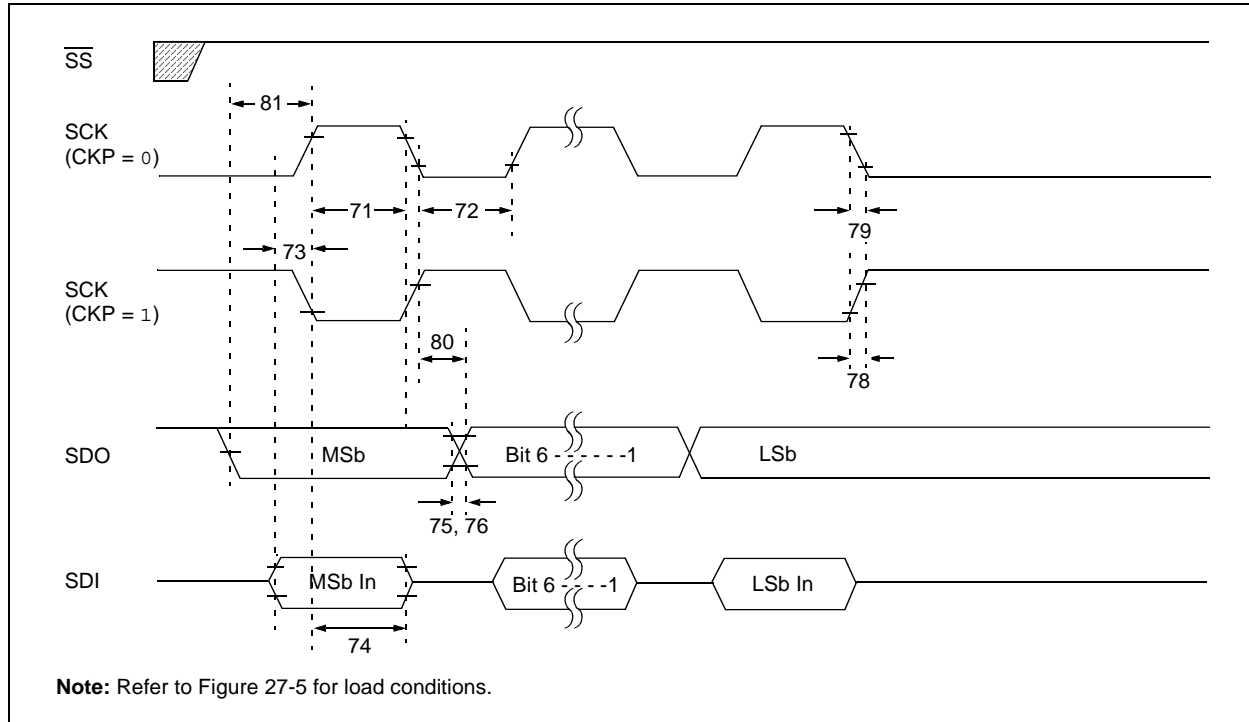 SS
81
SCK
(CKP = 0)
71
72
79
73
SCK
(CKP = 1)
80
78
SDO
MSb
Bit 6 - - - - - - -1
LSb
75, 76
SDI
MSb In
Bit 6 - - - - -1
LSb In
74
Note: Refer to Figure 27-5 for load conditions.